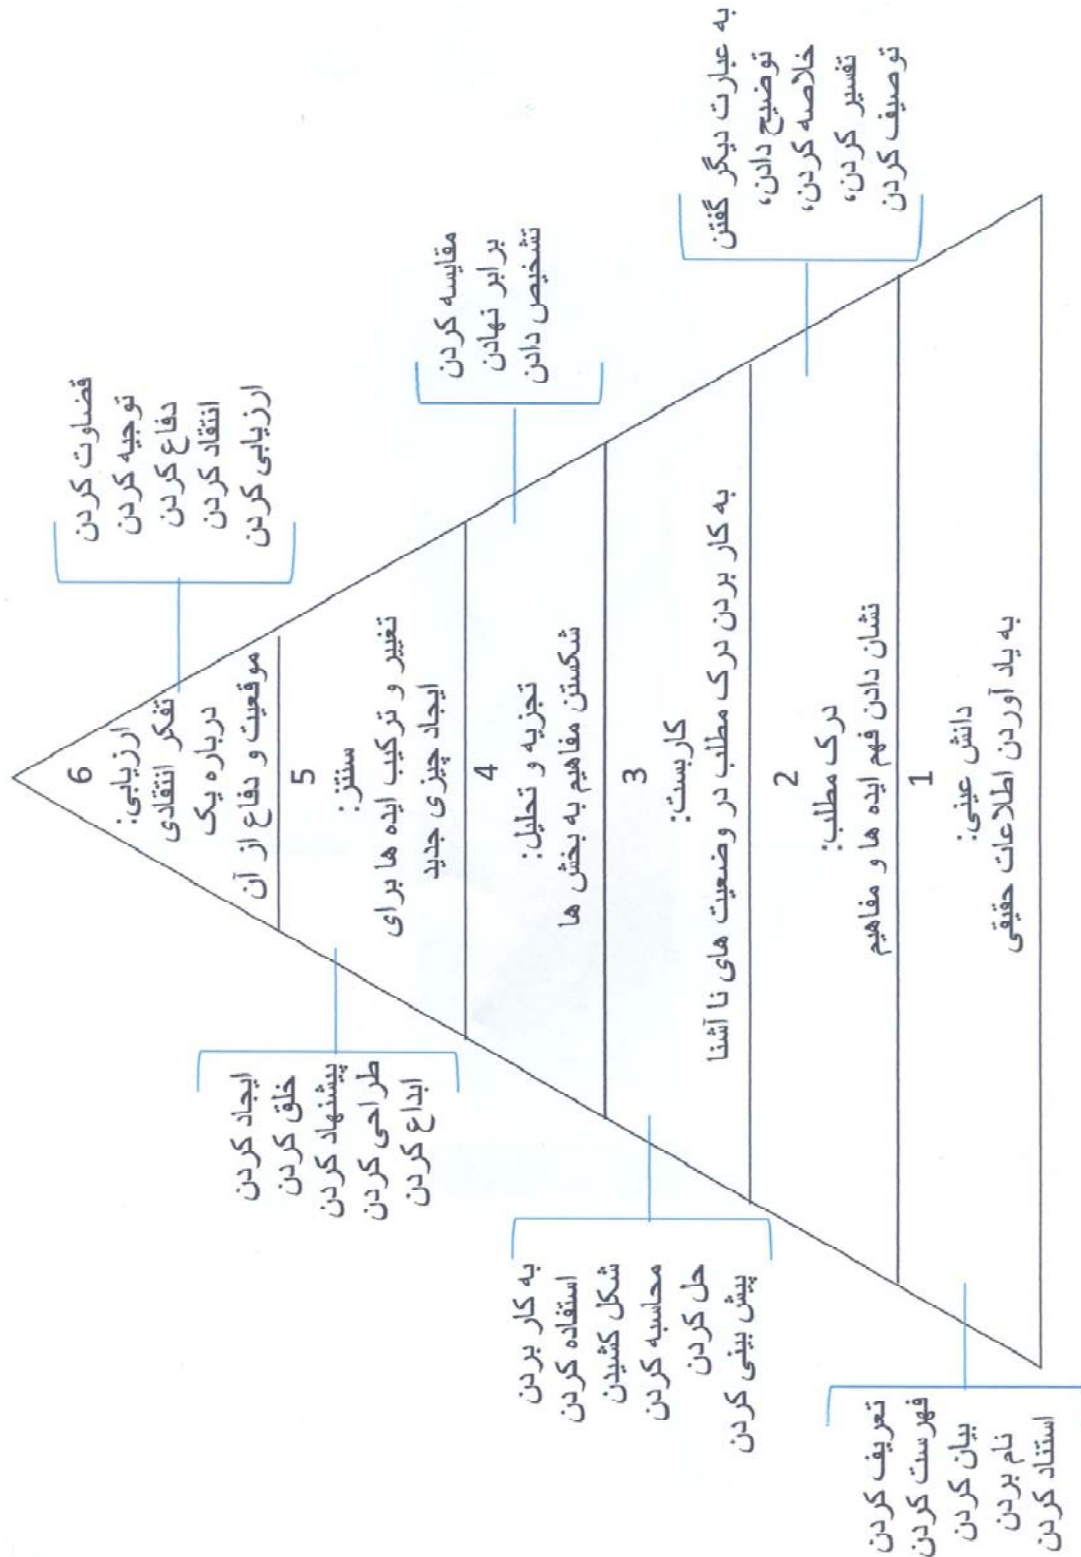 6
ارزیابی:
تفکر انتقادی
درباره یک
موقعیت و دفاع از آن
قضاوت کردن
توجیه کردن
دفاع کردن
انتقاد کردن
ارزیابی کردن
5
سنتز:
تغییر و ترکیب ایده ها برای
ایجاد چیزی جدید
ایجاد کردن
خلق کردن
پیشنهاد کردن
طراحی کردن
ابداع کردن
4
تجزیه و تحلیل:
شکستن مفاهیم به بخش ها
مقایسه کردن
برابر نهادن
تشخیص دادن
3
کاربست:
به کار بردن درک مطلب در وضعیت های نا آشنا
به کار بردن
استفاده کردن
شکل کشیدن
محاسبه کردن
حل کردن
پیش بینی کردن
2
درک مطلب:
نشان دادن فهم ایده ها و مفاهیم
به عبارت دیگر گفتن
توضیح دادن،
خلاصه کردن،
تفسیر کردن،
توصیف کردن
1
دانش عینی:
به یاد آوردن اطلاعات حقیقی
تعریف کردن
فهرست کردن
بیان کردن
نام بردن
استناد کردن